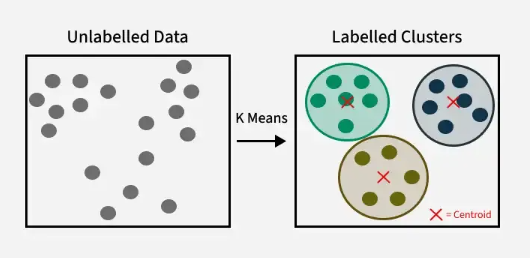 Unlabelled Data
Labelled Clusters
K Means
= Centroid